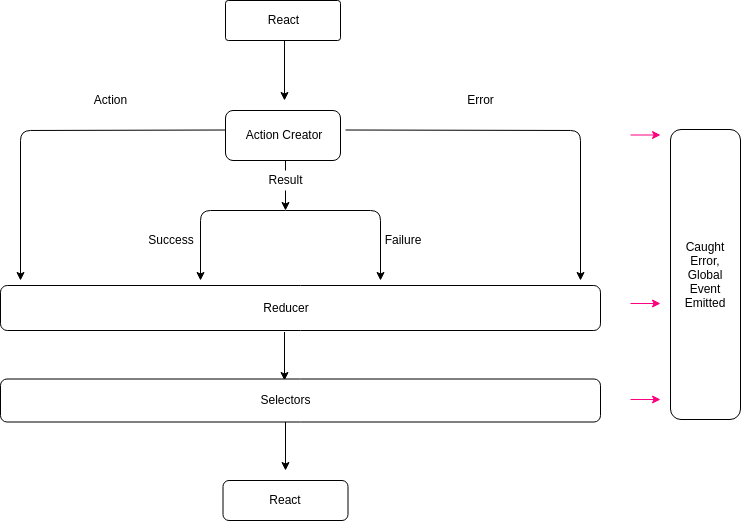 React
Action
Error
Action Creator
Result
Success
Failure
Caught
Error,
Global
Event
Emitted
Reducer
Selectors
React